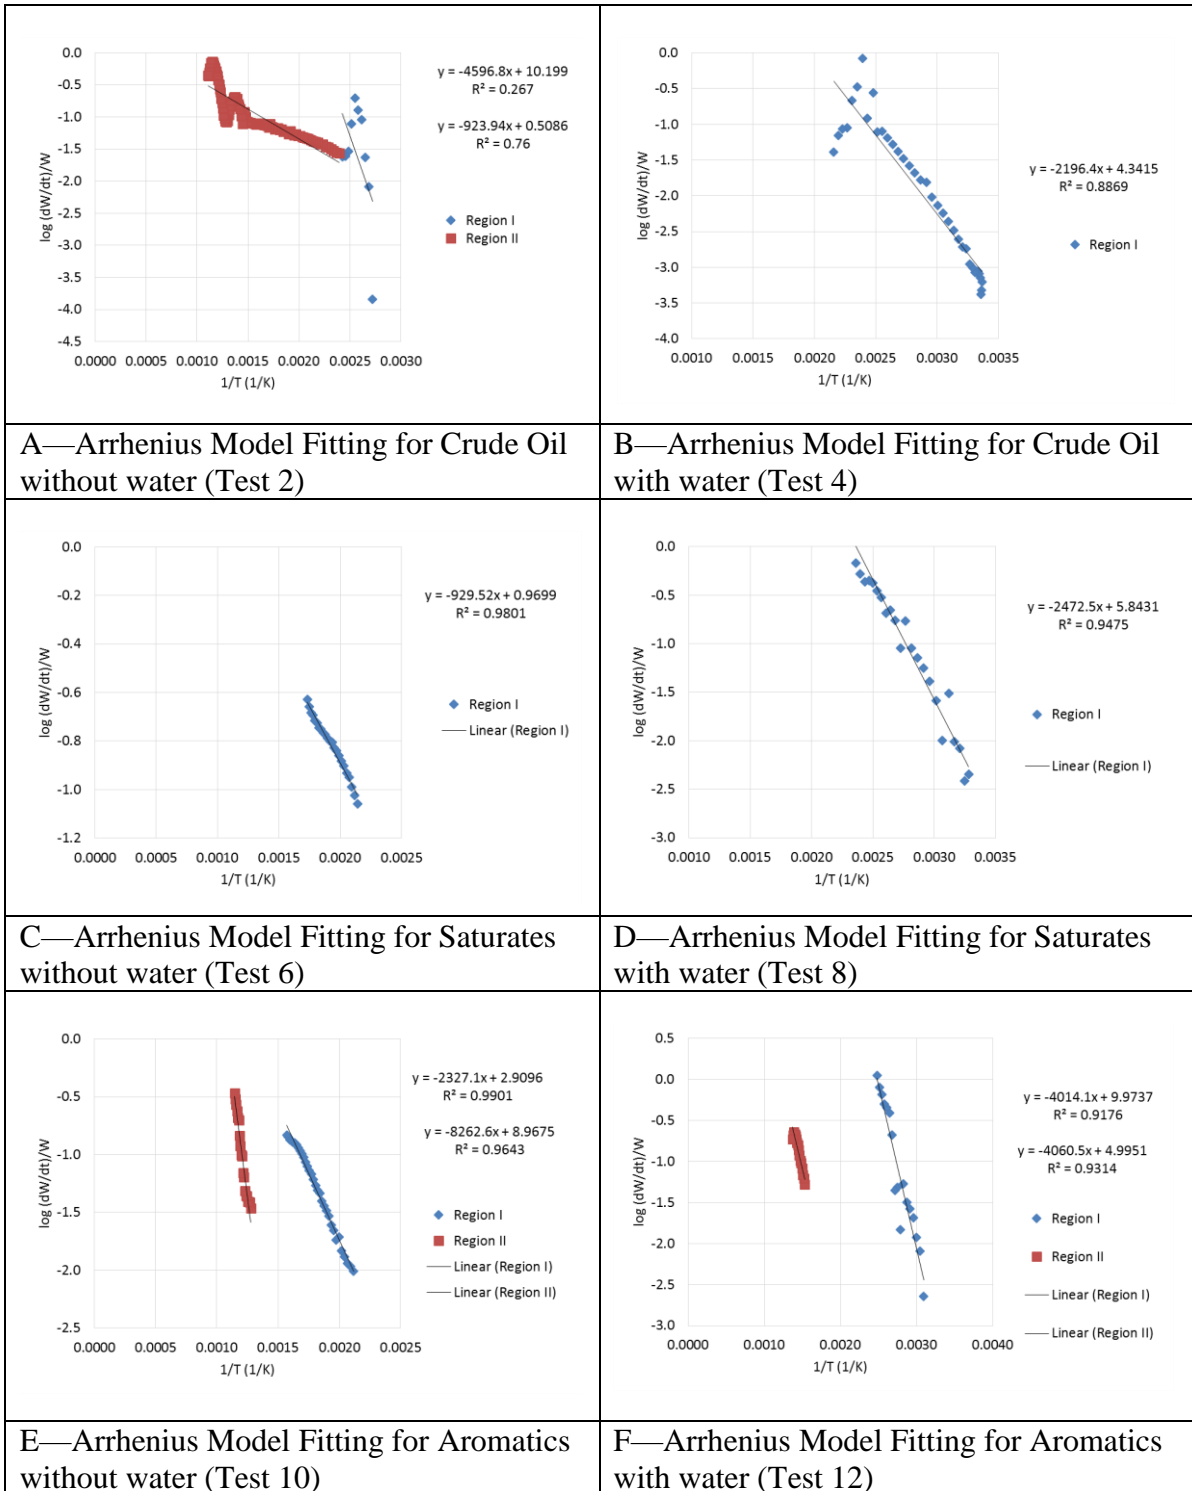 0.0
-0.5
-1.0
-1.5
-2.0
-2.5
-3.0
-3.5
-4.0
-4.5
log (dW/dt)/W
0.0000 0.0005 0.0010 0.0015 0.0020 0.0025 0.0030
1/T (1/K)
y = -4596.8x + 10.199
R² = 0.267
y = -923.94x + 0.5086
R² = 0.76
Region I
Region II
0.0
-0.5
-1.0
-1.5
-2.0
-2.5
-3.0
-3.5
-4.0
log (dW/dt)/W
0.0010 0.0015 0.0020 0.0025 0.0030 0.0035
1/T (1/K)
y = -2196.4x + 4.3415
R² = 0.8869
Region I
A—Arrhenius Model Fitting for Crude Oil
without water (Test 2)
B—Arrhenius Model Fitting for Crude Oil
with water (Test 4)
0.0
-0.2
-0.4
-0.6
-0.8
-1.0
-1.2
log (dW/dt)/W
0.0000 0.0005 0.0010 0.0015 0.0020 0.0025
1/T (1/K)
y = -929.52x + 0.9699
R² = 0.9801
Region I
Linear (Region I)
0.0
-0.5
-1.0
-1.5
-2.0
-2.5
-3.0
log (dW/dt)/W
0.0010 0.0015 0.0020 0.0025 0.0030 0.0035
1/T (1/K)
y = -2472.5x + 5.8431
R² = 0.9475
Region I
Linear (Region I)
C—Arrhenius Model Fitting for Saturates
without water (Test 6)
D—Arrhenius Model Fitting for Saturates
with water (Test 8)
0.0
-0.5
-1.0
-1.5
-2.0
-2.5
log (dW/dt)/W
0.0000 0.0005 0.0010 0.0015 0.0020 0.0025
1/T (1/K)
y = -2327.1x + 2.9096
R² = 0.9901
y = -8262.6x + 8.9675
R² = 0.9643
Region I
Region II
Linear (Region I)
Linear (Region II)
0.5
0.0
-0.5
-1.0
-1.5
-2.0
-2.5
-3.0
log (dW/dt)/W
0.0000 0.0010 0.0020 0.0030 0.0040
1/T (1/K)
y = -4014.1x + 9.9737
R² = 0.9176
y = -4060.5x + 4.9951
R² = 0.9314
Region I
Region II
Linear (Region I)
Linear (Region II)
E—Arrhenius Model Fitting for Aromatics
without water (Test 10)
F—Arrhenius Model Fitting for Aromatics
with water (Test 12)